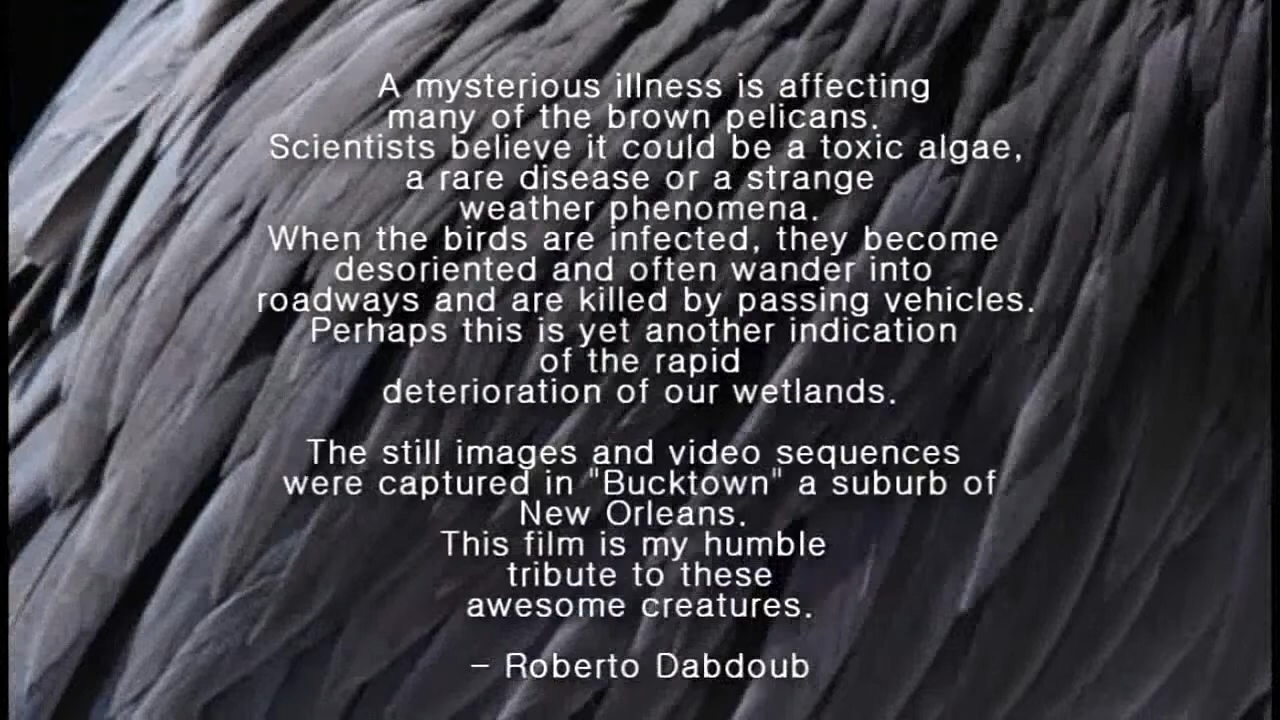 A mysterious illness is affecting
many of the brown pelicans.
Scientists believe it could be a toxic algae,
a rare disease or a strange
weather phenomena.
When the birds are infected, they become
desoriented and often wander into
roadways and are killed by passing vehicles.
Perhaps this is yet another indication
of the rapid
deterioration of our wetlands.
The still images and video sequences
were captured in "Bucktown" a suburb of
New Orleans.
This film is my humble
tribute to these
awesome creatures.
– Roberto Dabdoub